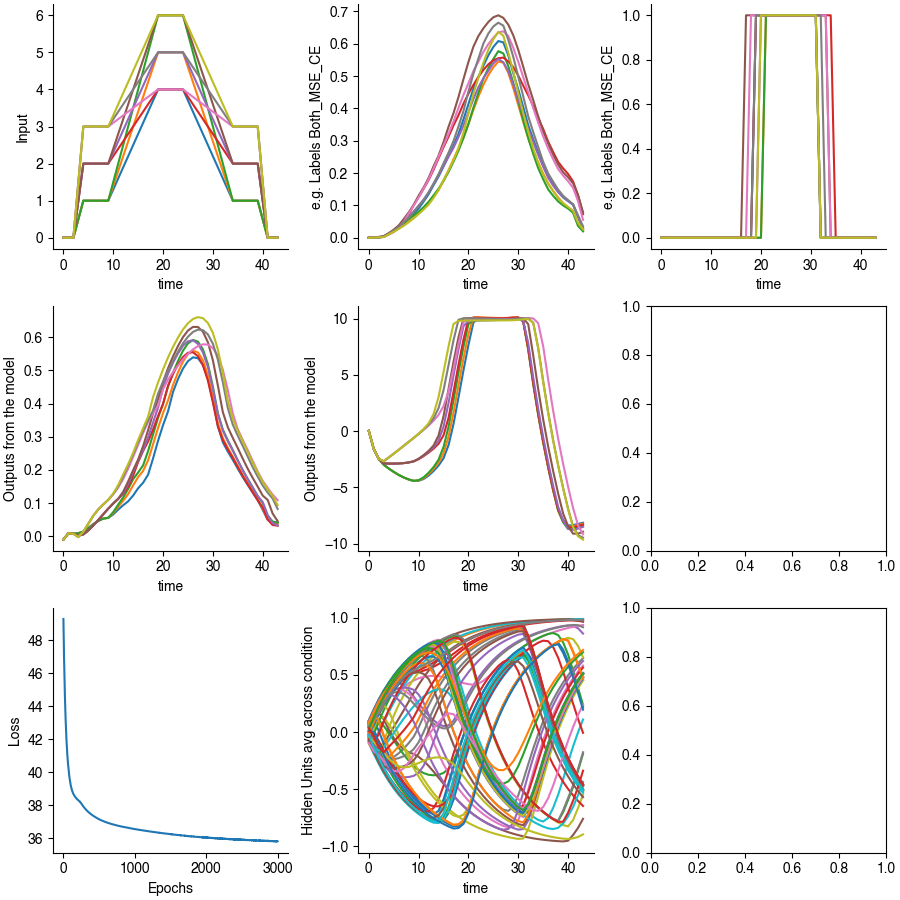 6
5
4
3
2
1
0
Input
0 10 20 30 40
time
0.7
0.6
0.5
0.4
0.3
0.2
0.1
0.0
e.g. Labels Both_MSE_CE
0 10 20 30 40
time
1.0
0.8
0.6
0.4
0.2
0.0
e.g. Labels Both_MSE_CE
0 10 20 30 40
time
0.6
0.5
0.4
0.3
0.2
0.1
0.0
Outputs from the model
0 10 20 30 40
time
10
5
0
−5
−10
Outputs from the model
0 10 20 30 40
time
1.0
0.8
0.6
0.4
0.2
0.0
0.0 0.2 0.4 0.6 0.8 1.0
48
46
44
42
40
38
36
Loss
0 1000 2000 3000
Epochs
1.0
0.5
0.0
−0.5
−1.0
Hidden Units avg across condition
0 10 20 30 40
time
1.0
0.8
0.6
0.4
0.2
0.0
0.0 0.2 0.4 0.6 0.8 1.0